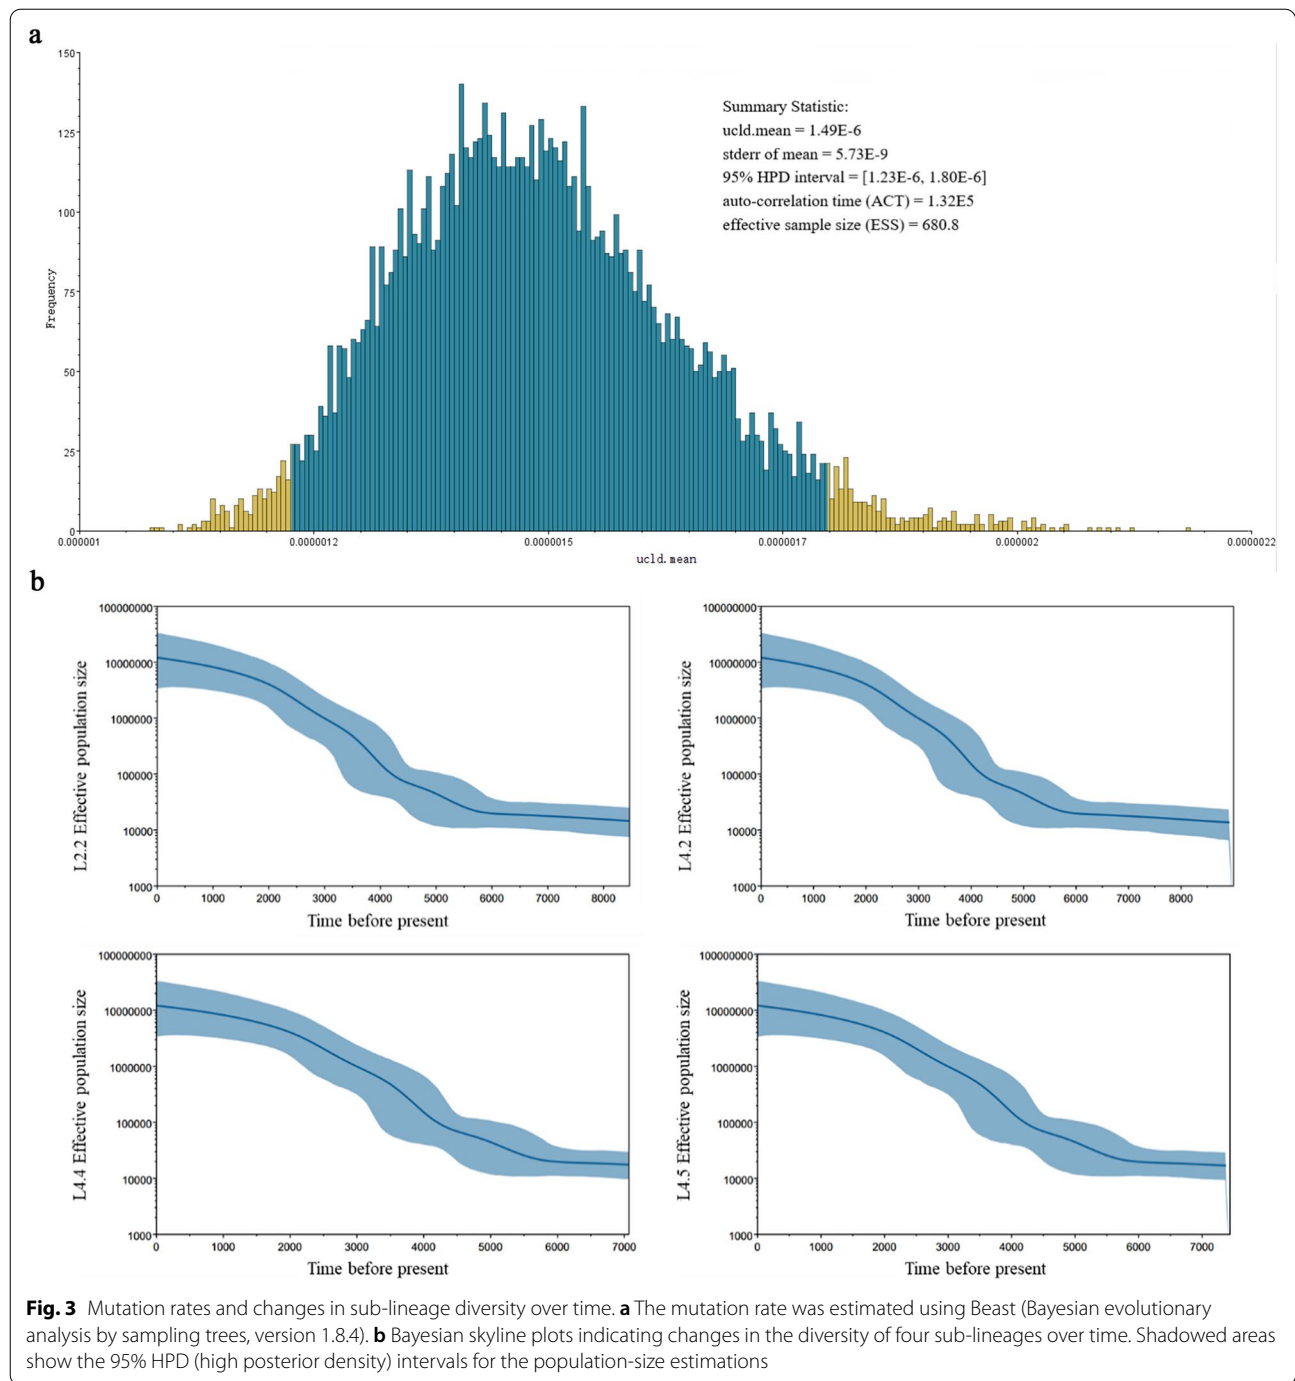 a
150
125
100
75
50
25
0
Frequency
Summary Statistic:
ucld.mean = 1.49E-6
stderr of mean = 5.73E-9
95% HPD interval = [1.23E-6, 1.80E-6]
auto-correlation time (ACT) = 1.32E5
effective sample size (ESS) = 680.8
0.000001 0.0000012 0.0000015 0.0000017 0.000002 0.0000022
ucld.mean
b
L2.2 Effective population size
100000000
10000000
1000000
100000
10000
1000
0 1000 2000 3000 4000 5000 6000 7000 8000
Time before present
L4.2 Effective population size
100000000
10000000
1000000
100000
10000
1000
0 1000 2000 3000 4000 5000 6000 7000 8000
Time before present
L4.4 Effective population size
100000000
10000000
1000000
100000
10000
1000
0 1000 2000 3000 4000 5000 6000 7000
Time before present
L4.5 Effective population size
100000000
10000000
1000000
100000
10000
1000
0 1000 2000 3000 4000 5000 6000 7000
Time before present
Fig. 3 Mutation rates and changes in sub-lineage diversity over time. a The mutation rate was estimated using Beast (Bayesian evolutionary
analysis by sampling trees, version 1.8.4). b Bayesian skyline plots indicating changes in the diversity of four sub-lineages over time. Shadowed areas
show the 95% HPD (high posterior density) intervals for the population-size estimations